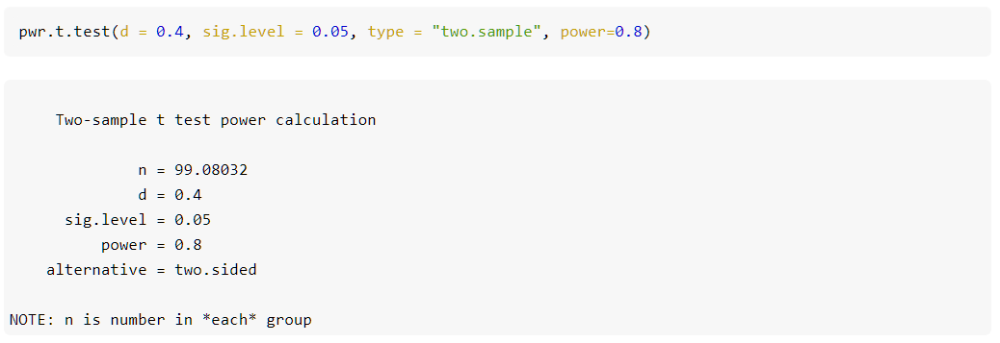 pwr.t.test(d = 0.4, sig.level = 0.05, type = "two.sample", power=0.8)
Two-sample t test power calculation
n = 99.08032
d = 0.4
sig.level = 0.05
power = 0.8
alternative = two.sided
NOTE: n is number in *each* group